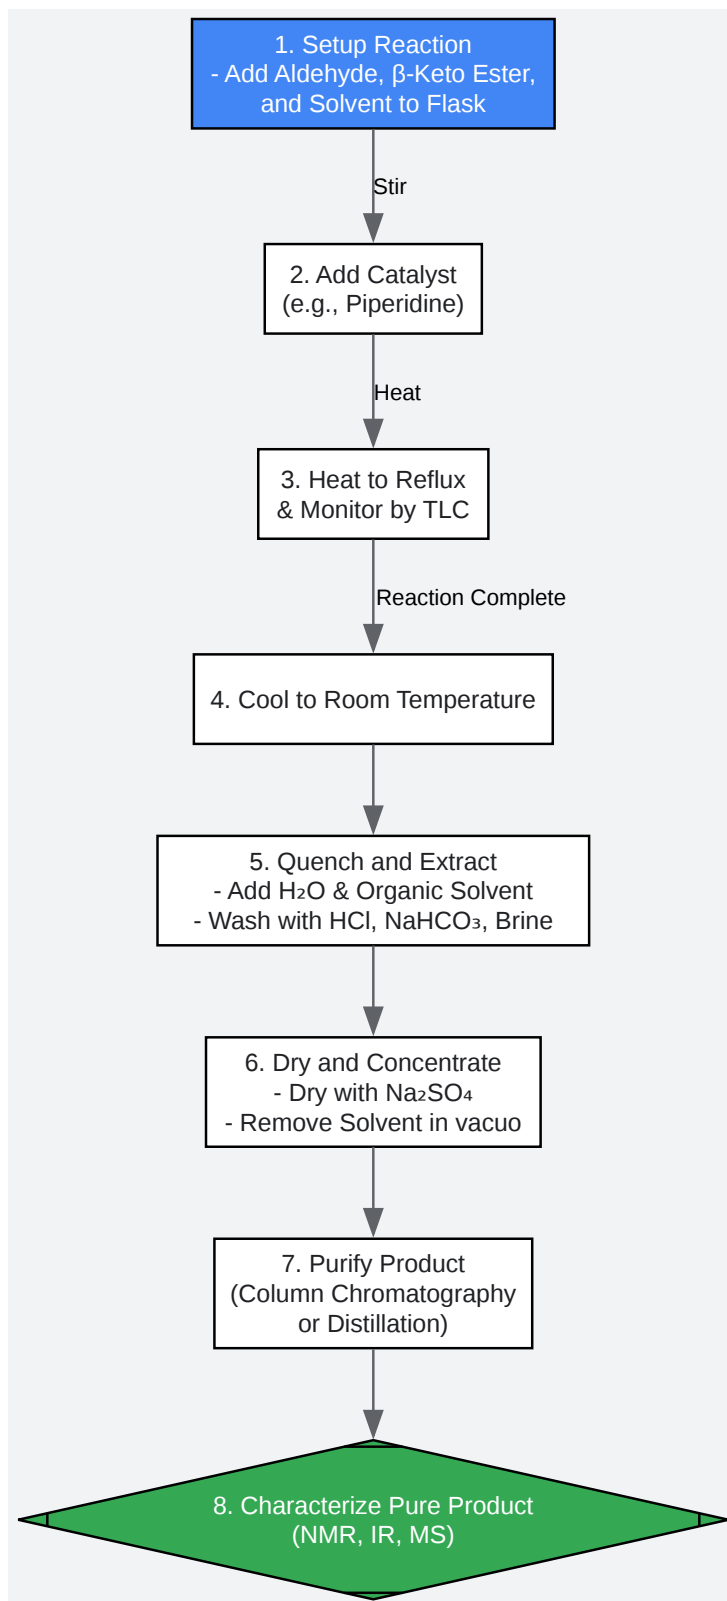 1. Setup Reaction
- Add Aldehyde, β-Keto Ester,
and Solvent to Flask
Stir
2. Add Catalyst
(e.g., Piperidine)
Heat
3. Heat to Reflux
& Monitor by TLC
Reaction Complete
4. Cool to Room Temperature
5. Quench and Extract
- Add H₂O & Organic Solvent
- Wash with HCl, NaHCO₃, Brine
6. Dry and Concentrate
- Dry with Na₂SO₄
- Remove Solvent in vacuo
7. Purify Product
(Column Chromatography
or Distillation)
8. Characterize Pure Product
(NMR, IR, MS)